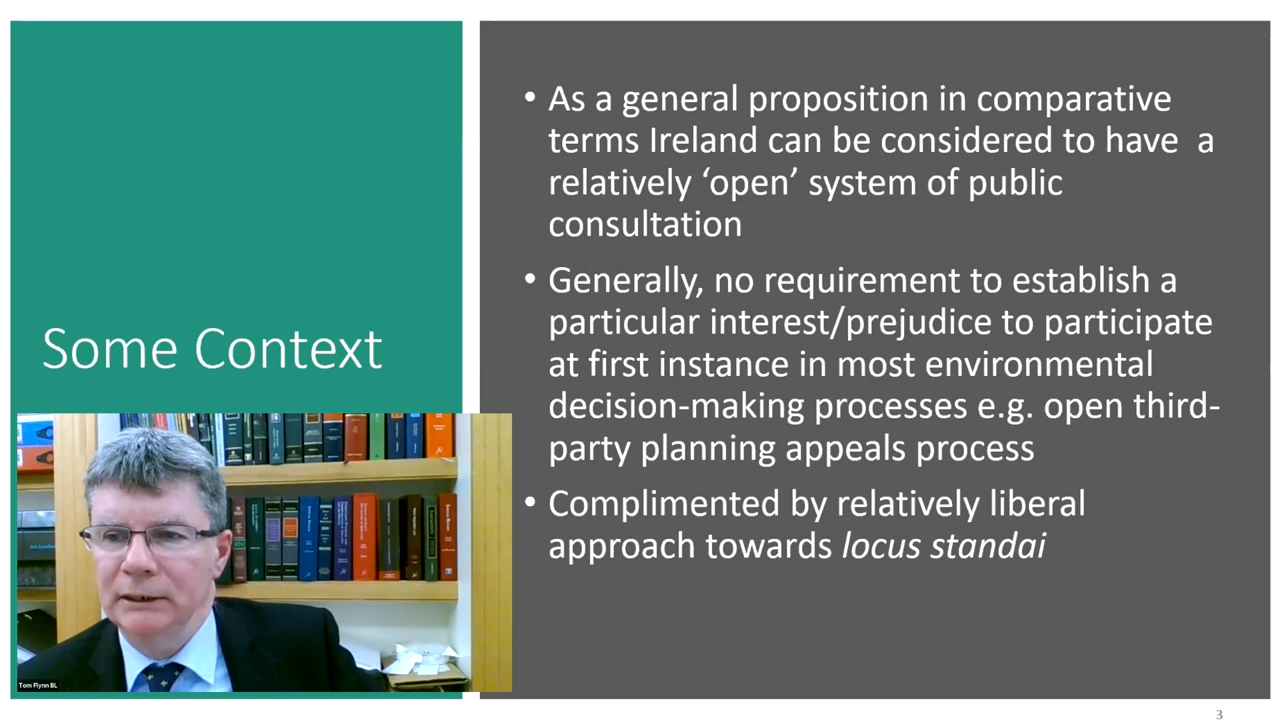 Some Context
• As a general proposition in comparative
terms Ireland can be considered to have a
relatively ‘open’ system of public
consultation
• Generally, no requirement to establish a
particular interest/prejudice to participate
at first instance in most environmental
decision-making processes e.g. open third-
party planning appeals process
• Complimented by relatively liberal
approach towards locus standai
Tom Flynn BL
3